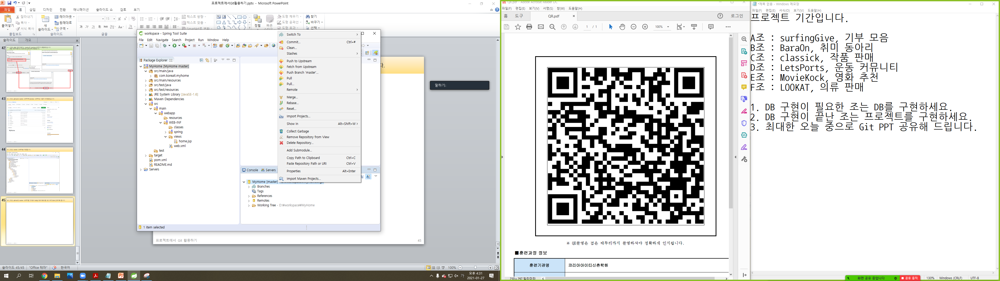 프로젝트에서Git활용하기.pptx - Microsoft PowerPoint
파일 홈 삽입 디자인 전환 애니메이션 슬라이드 쇼 검토 보기
붙여넣기
잘라내기
복사
서식 복사
클립보드
새 슬라이드
레이아웃
원래대로
구역
슬라이드
15
글꼴
텍스트 방향
텍스트 맞춤
SmartArt로 변환
정렬
빠른
도형 채우기
도형 윤곽선
도형 효과
찾기
바꾸기
선택
슬라이드 개요
42
43
44
45
workspace - Spring Tool Suite
File Edit Navigate Search Project Run Window Help
Package Explorer
MyHome [MyHome master]
src/main/java
com.koreait.myhome
src/main/resources
src/test/java
src/test/resources
JRE System Library [JavaSE-1.6]
Maven Dependencies
src
main
webapp
resources
WEB-INF
classes
spring
views
home.jsp
web.xml
test
target
pom.xml
README.md
Servers
1 item selected
Switch To
Commit... Ctrl+#
Clean...
Stashes
Push to Upstream
Fetch from Upstream
Push Branch 'master'...
Pull
Pull...
Remote
Merge...
Rebase...
Reset...
Import Projects...
Show In Alt+Shift+W
Collect Garbage
Remove Repository from View
Delete Repository...
Add Submodule...
Copy Path to Clipboard Ctrl+C
Paste Repository Path or URI Ctrl+V
Properties Alt+Enter
Import Maven Projects...
Console Servers
MyHome [master]
Branches
Tags
References
Remotes
Working Tree - D:\workspace\MyHome
다.
말하기:
프로젝트에서 Git 활용하기 45
슬라이드 45/45 "Office 테마" 한국어 100%
가 오후 4:31
2021-01-27
QR.pdf - Adobe Acrobat Reader DC
파일(F) 편집(E) 보기(V) 서명(S) 창(W) 도움말(H)
홈 도구 QR.pdf 로그인
1 / 1 100%
※ QR촬영은 검은 테두리까지 촬영하셔야 정확하게 인지됩니다.
■훈련과정 정보
훈련기관명 코리아아이티신촌학원
210 x 297 밀리미터
*제목 없음 - Windows 메모장
파일(F) 편집(E) 서식(O) 보기(V) 도움말(H)
프로젝트 기간입니다.
A조 : surfingGive, 기부 모음
B조 : BaraOn, 취미 동아리
C조 : classick, 작품 판매
D조 : LetsPorts, 운동 커뮤니티
E조 : MovieKock, 영화 추천
F조 : LOOKAT, 의류 판매
1. DB 구현이 필요한 조는 DB를 구현하세요.
2. DB 구현이 끝난 조는 프로젝트를 구현하세요.
3. 최대한 오늘 중으로 Git PPT 공유해 드립니다.
화면 공유 중입니다 공유 중지
130% Windows (CRLF) UTF-8